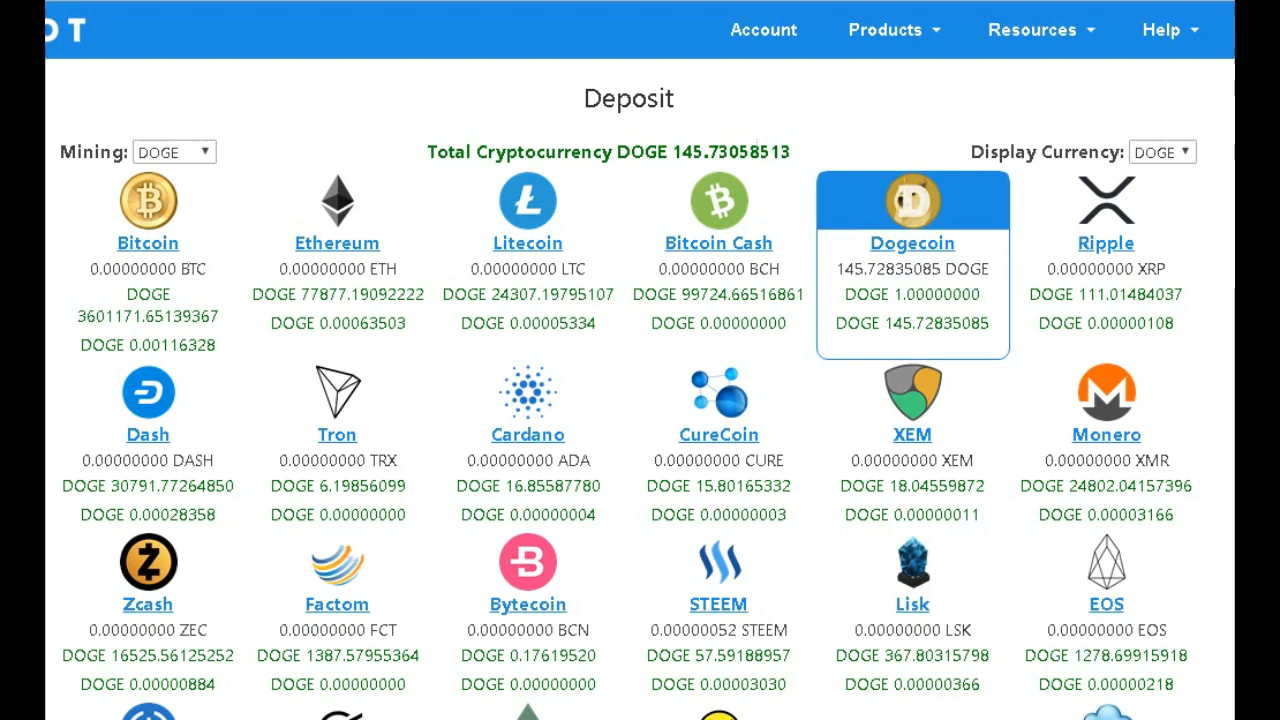 OT
Account Products Resources Help
Deposit
Mining: DOGE Total Cryptocurrency DOGE 145.73058513 Display Currency: DOGE
Bitcoin Ethereum Litecoin Bitcoin Cash Dogecoin Ripple
0.00000000 BTC 0.00000000 ETH 0.00000000 LTC 0.00000000 BCH 145.72835085 DOGE 0.00000000 XRP
DOGE DOGE 77877.19092222 DOGE 24307.19795107 DOGE 99724.66516861 DOGE 1.00000000 DOGE 111.01484037
3601171.65139367 DOGE 0.00063503 DOGE 0.00005334 DOGE 0.00000000 DOGE 145.72835085 DOGE 0.00000108
DOGE 0.00116328
Dash Tron Cardano CureCoin XEM Monero
0.00000000 DASH 0.00000000 TRX 0.00000000 ADA 0.00000000 CURE 0.00000000 XEM 0.00000000 XMR
DOGE 30791.77264850 DOGE 6.19856099 DOGE 16.85587780 DOGE 15.80165332 DOGE 18.04559872 DOGE 24802.04157396
DOGE 0.00028358 DOGE 0.00000000 DOGE 0.00000004 DOGE 0.00000003 DOGE 0.00000011 DOGE 0.00003166
Zcash Factom Bytecoin STEEM Lisk EOS
0.00000000 ZEC 0.00000000 FCT 0.00000000 BCN 0.00000052 STEEM 0.00000000 LSK 0.00000000 EOS
DOGE 16525.56125252 DOGE 1387.57955364 DOGE 0.17619520 DOGE 57.59188957 DOGE 367.80315798 DOGE 1278.69915918
DOGE 0.00000884 DOGE 0.00000000 DOGE 0.00000000 DOGE 0.00003030 DOGE 0.00000366 DOGE 0.00000218